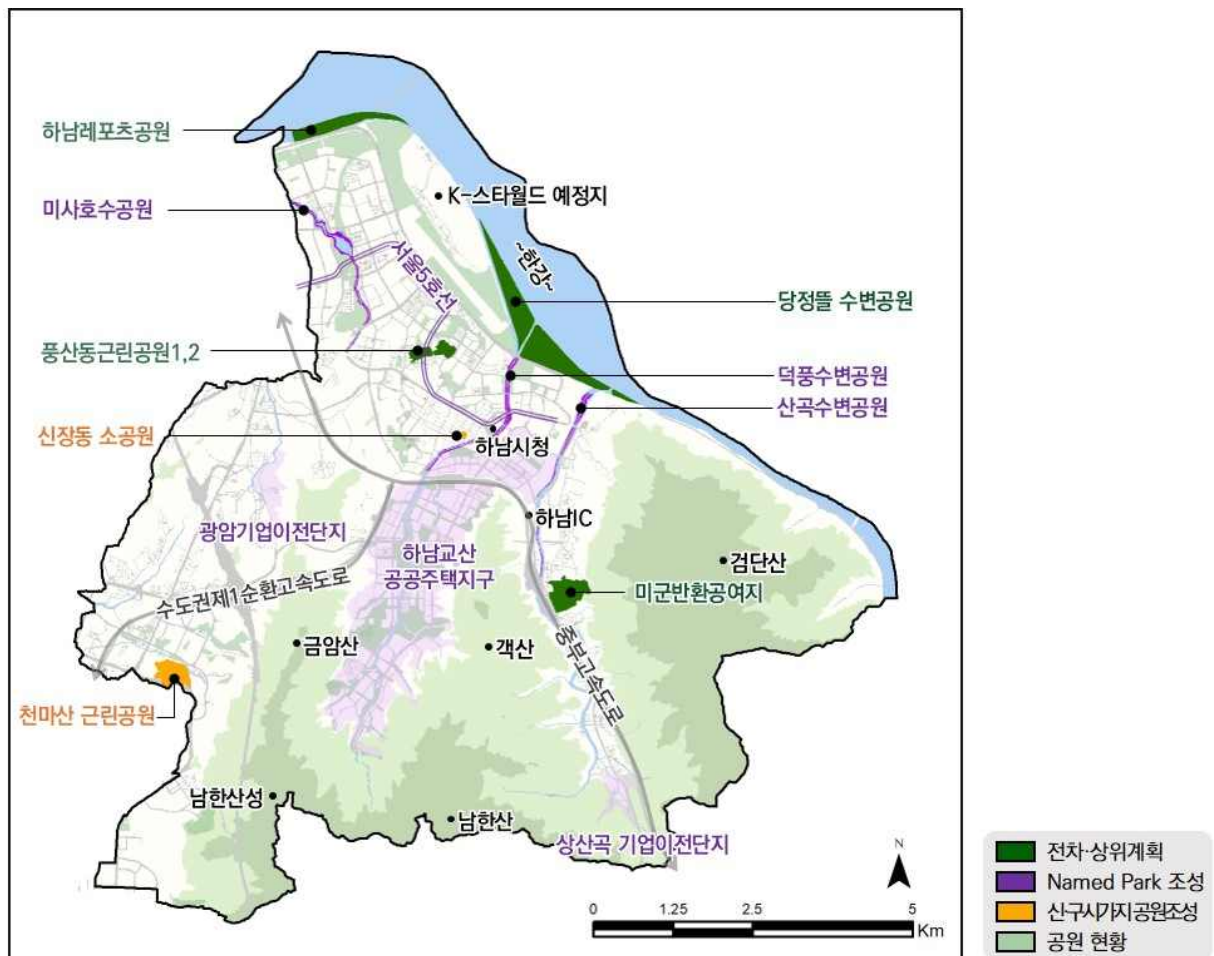 하남레포츠공원
미사호수공원
K-스타월드 예정지
서울5호선
~한강~
당정뜰 수변공원
풍산동근린공원1,2
덕풍수변공원
산곡수변공원
신장동 소공원
하남시청
하남IC
광암기업이전단지
하남교산
공공주택지구
검단산
수도권제1순환고속도로
미군반환공여지
금암산
객산
중부고속도로
천마산 근린공원
남한산성
남한산
상산곡 기업이전단지
N
0 1.25 2.5 5
Km
전차·상위계획
Named Park 조성
신·구시가지 공원조성
공원 현황